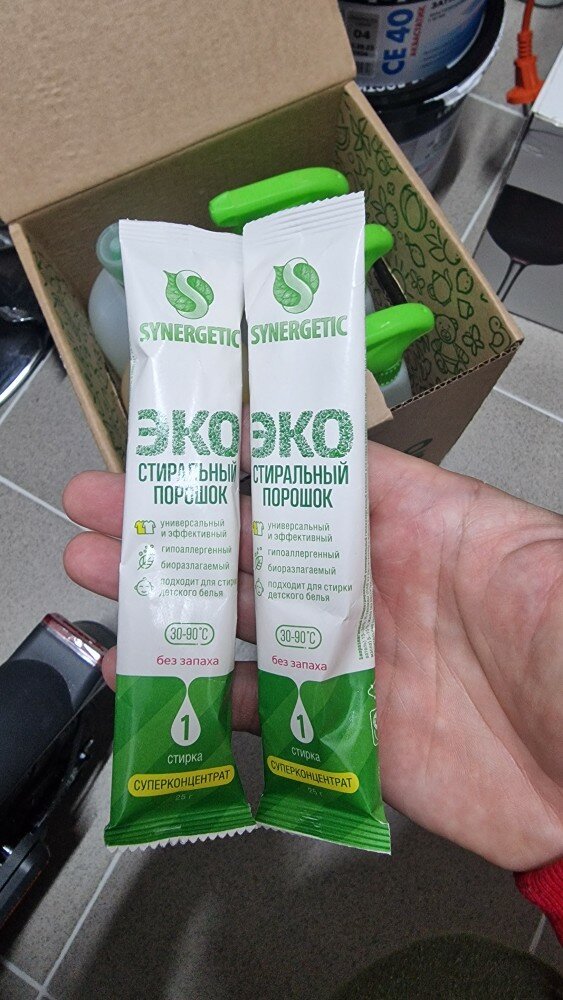 CE 40
04
SYNERGETIC
ЭКО
СТИРАЛЬНЫЙ
ПОРОШОК
универсальный
и эффективный
гипоаллергенный
биоразлагаемый
подходит для стирки
детского белья
30-90°C
без запаха
1
стирка
СУПЕРКОНЦЕНТРАТ
25 г
SYNERGETIC
ЭКО
СТИРАЛЬНЫЙ
ПОРОШОК
универсальный
и эффективный
гипоаллергенный
биоразлагаемый
подходит для стирки
детского белья
30-90°C
без запаха
1
стирка
СУПЕРКОНЦЕНТРАТ
25 г